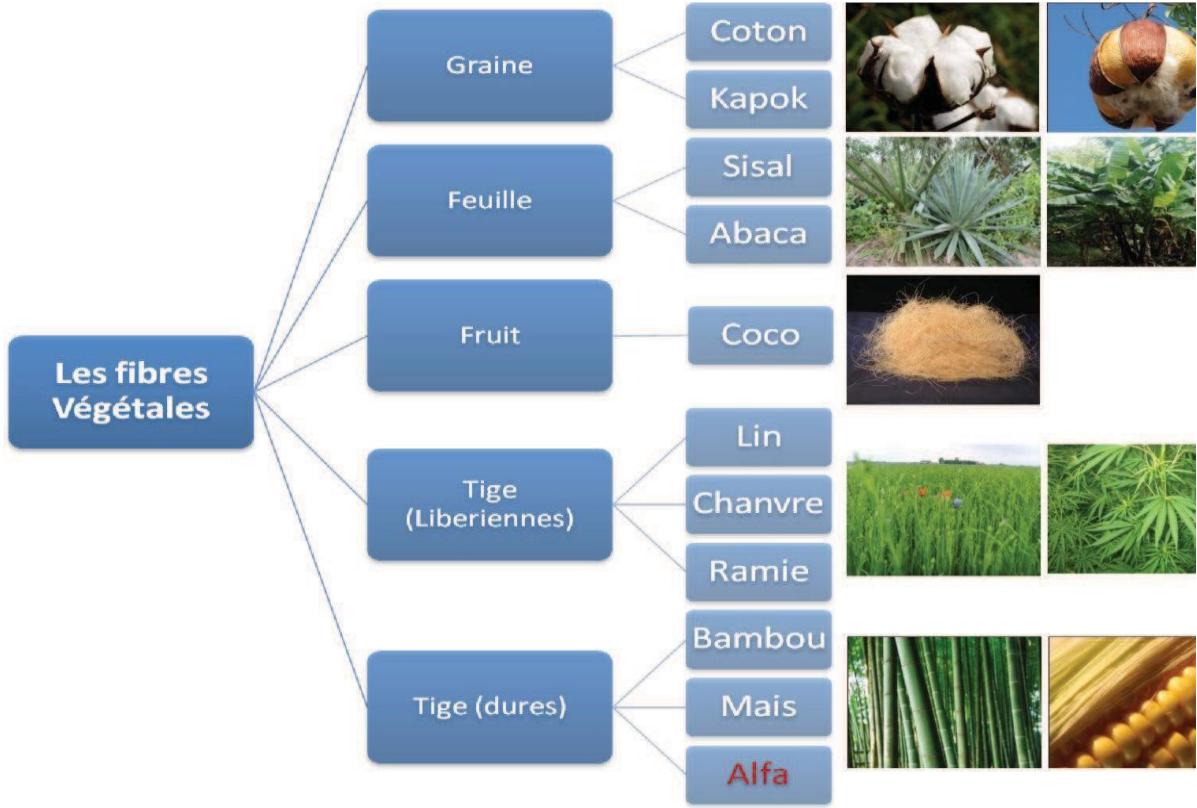 Les fibres
Végétales
Graine
Coton
Kapok
Feuille
Sisal
Abaca
Fruit
Coco
Tige
(Liberiennes)
Lin
Chanvre
Ramie
Tige (dures)
Bambou
Mais
Alfa